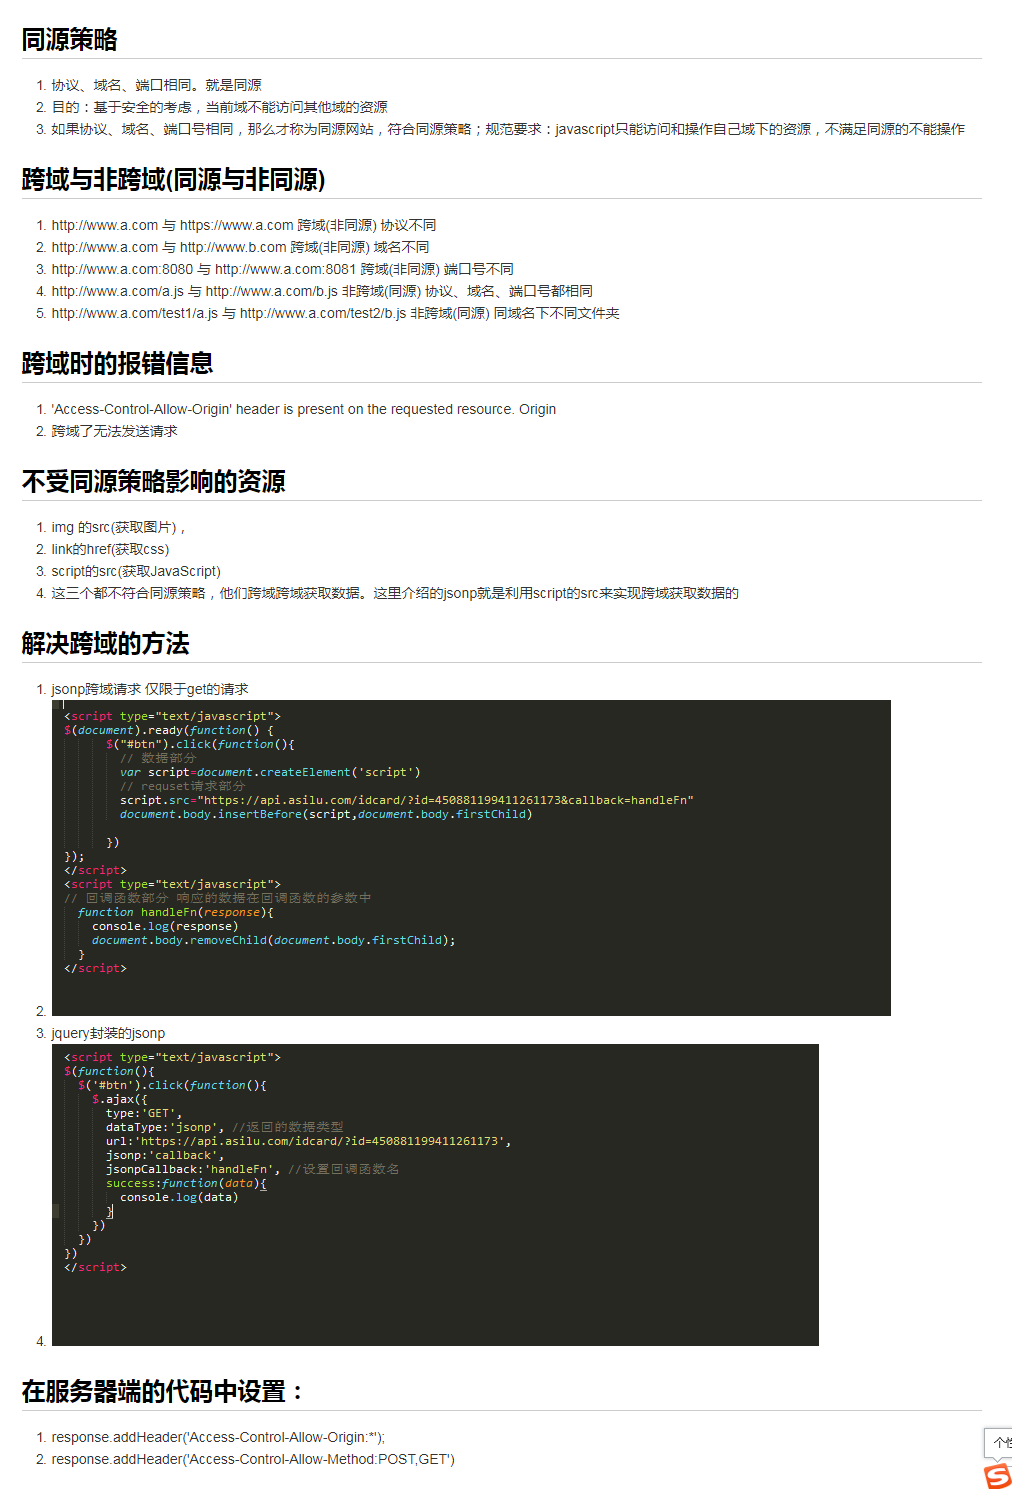 同源策略
1. 协议、域名、端口相同。就是同源
2. 目的：基于安全的考虑，当前域不能访问其他域的资源
3. 如果协议、域名、端口号相同，那么才称为同源网站，符合同源策略；规范要求：javascript只能访问和操作自己域下的资源，不满足同源的不能操作
跨域与非跨域(同源与非同源)
1. http://www.a.com 与 https://www.a.com 跨域(非同源) 协议不同
2. http://www.a.com 与 http://www.b.com 跨域(非同源) 域名不同
3. http://www.a.com:8080 与 http://www.a.com:8081 跨域(非同源) 端口号不同
4. http://www.a.com/a.js 与 http://www.a.com/b.js 非跨域(同源) 协议、域名、端口号都相同
5. http://www.a.com/test1/a.js 与 http://www.a.com/test2/b.js 非跨域(同源) 同域名下不同文件夹
跨域时的报错信息
1. 'Access-Control-Allow-Origin' header is present on the requested resource. Origin
2. 跨域了无法发送请求
不受同源策略影响的资源
1. img 的src(获取图片)，
2. link的href(获取css)
3. script的src(获取JavaScript)
4. 这三个都不符合同源策略，他们跨域跨域获取数据。这里介绍的jsonp就是利用script的src来实现跨域获取数据的
解决跨域的方法
1. jsonp跨域请求 仅限于get的请求
<script type="text/javascript">
$(document).ready(function() {
$("#btn").click(function(){
// 数据部分
var script=document.createElement('script')
// requset请求部分
script.src="https://api.asilu.com/idcard/?id=450881199411261173&callback=handleFn"
document.body.insertBefore(script,document.body.firstChild)
})
});
</script>
<script type="text/javascript">
// 回调函数部分 响应的数据在回调函数的参数中
function handleFn(response){
console.log(response)
document.body.removeChild(document.body.firstChild);
}
</script>
2.
3. jquery封装的jsonp
<script type="text/javascript">
$(function(){
$('#btn').click(function(){
$.ajax({
type:'GET',
dataType:'jsonp', //返回的数据类型
url:'https://api.asilu.com/idcard/?id=450881199411261173',
jsonp:'callback',
jsonpCallback:'handleFn', //设置回调函数名
success:function(data){
console.log(data)
}
})
})
})
</script>
4.
在服务器端的代码中设置：
1. response.addHeader('Access-Control-Allow-Origin:*');
2. response.addHeader('Access-Control-Allow-Method:POST,GET')
个
S